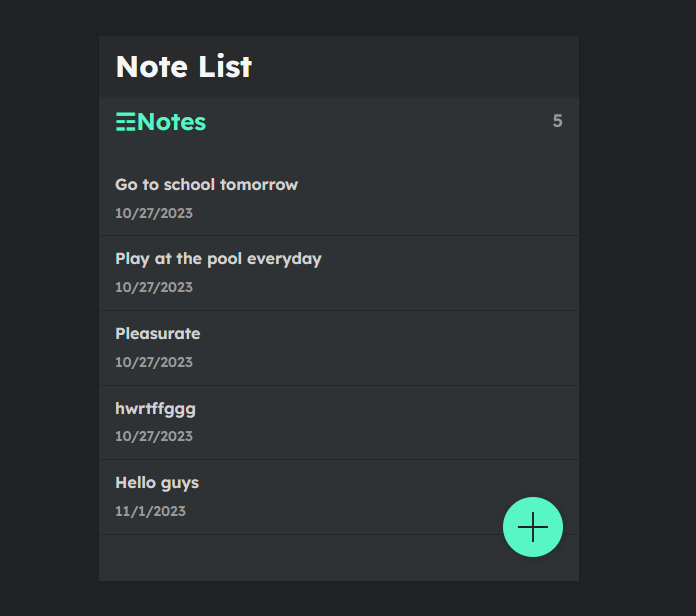 Note List
☶Notes
5
Go to school tomorrow
10/27/2023
Play at the pool everyday
10/27/2023
Pleasurate
10/27/2023
hwrtffggg
10/27/2023
Hello guys
11/1/2023